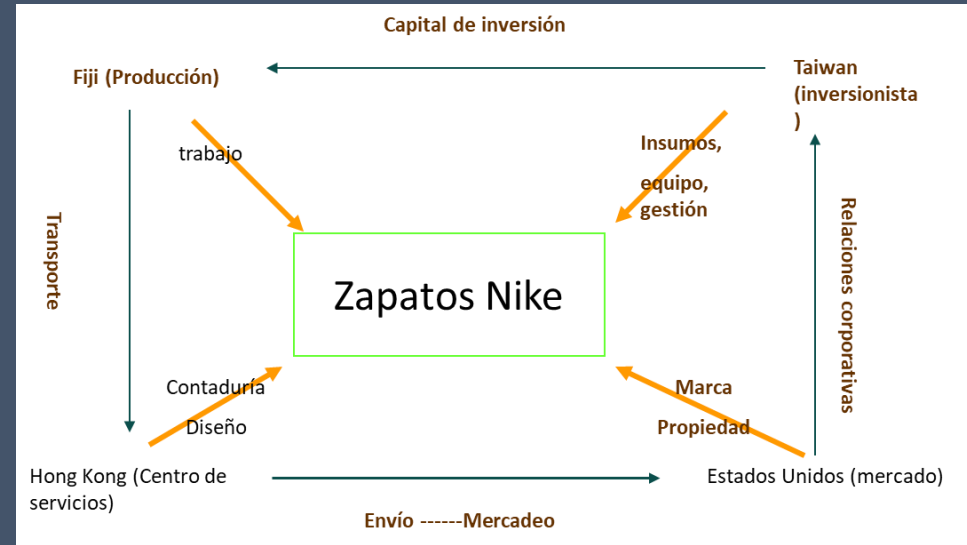 Capital de inversión
Fiji (Producción)
Taiwan
(inversionista
)
trabajo
Insumos,
equipo,
gestión
Transporte
Relaciones corporativas
Zapatos Nike
Contaduría
Diseño
Marca
Propiedad
Hong Kong (Centro de
servicios)
Estados Unidos (mercado)
Envío ------Mercadeo